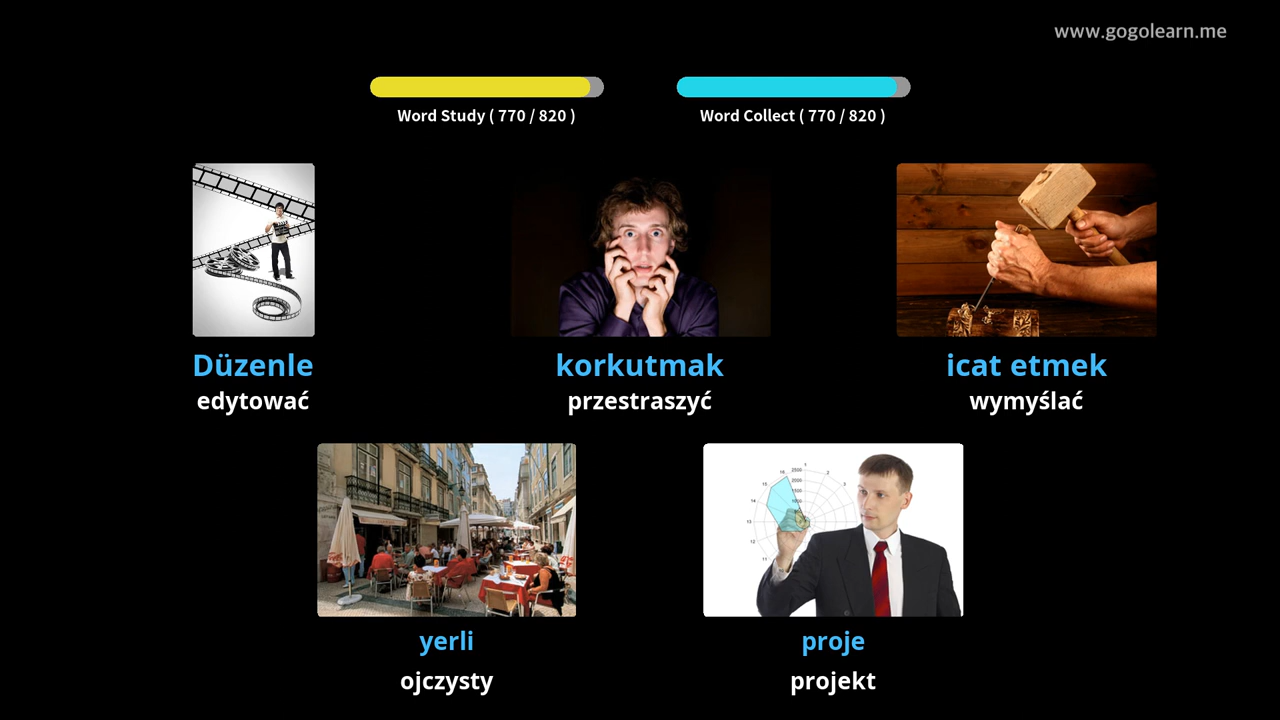 www.gogolearn.me
Word Study ( 770 / 820 )
Word Collect ( 770 / 820 )
Düzenle
edytować
korkutmak
przestraszyć
icat etmek
wymyślać
yerli
ojczysty
proje
projekt